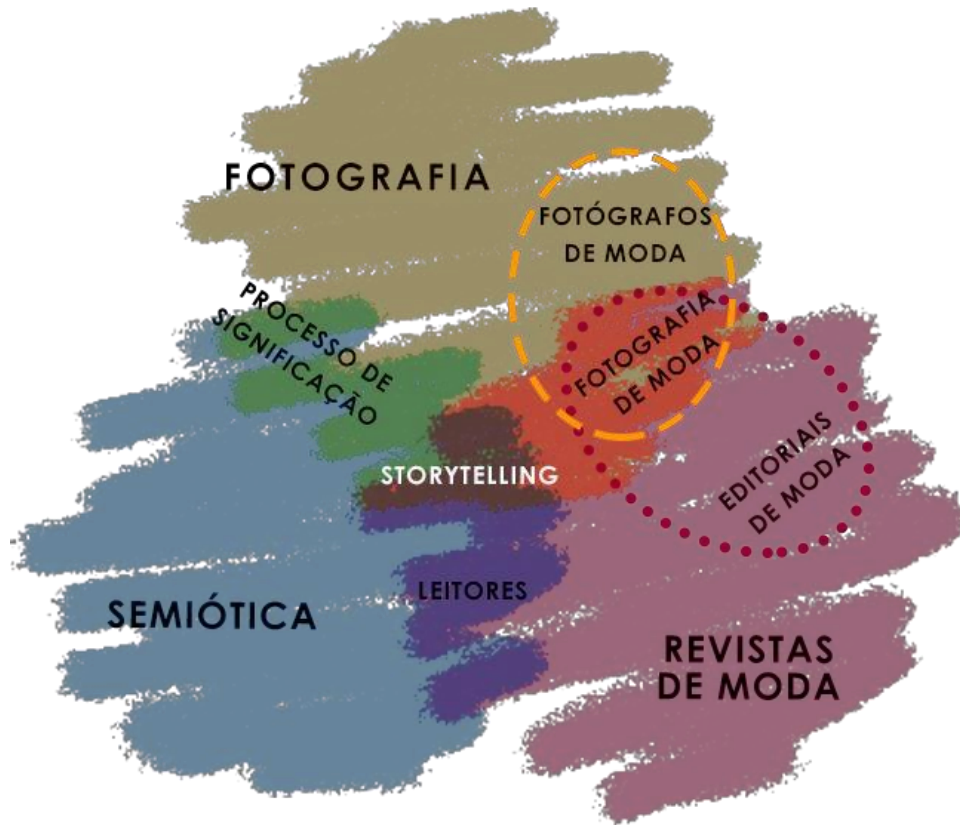 FOTOGRAFIA
FOTÓGRAFOS
DE MODA
PROCESSO DE
SIGNIFICAÇÃO
FOTOGRAFIA
DE MODA
STORYTELLING
EDITORIAIS
DE MODA
LEITORES
SEMIÓTICA
REVISTAS
DE MODA